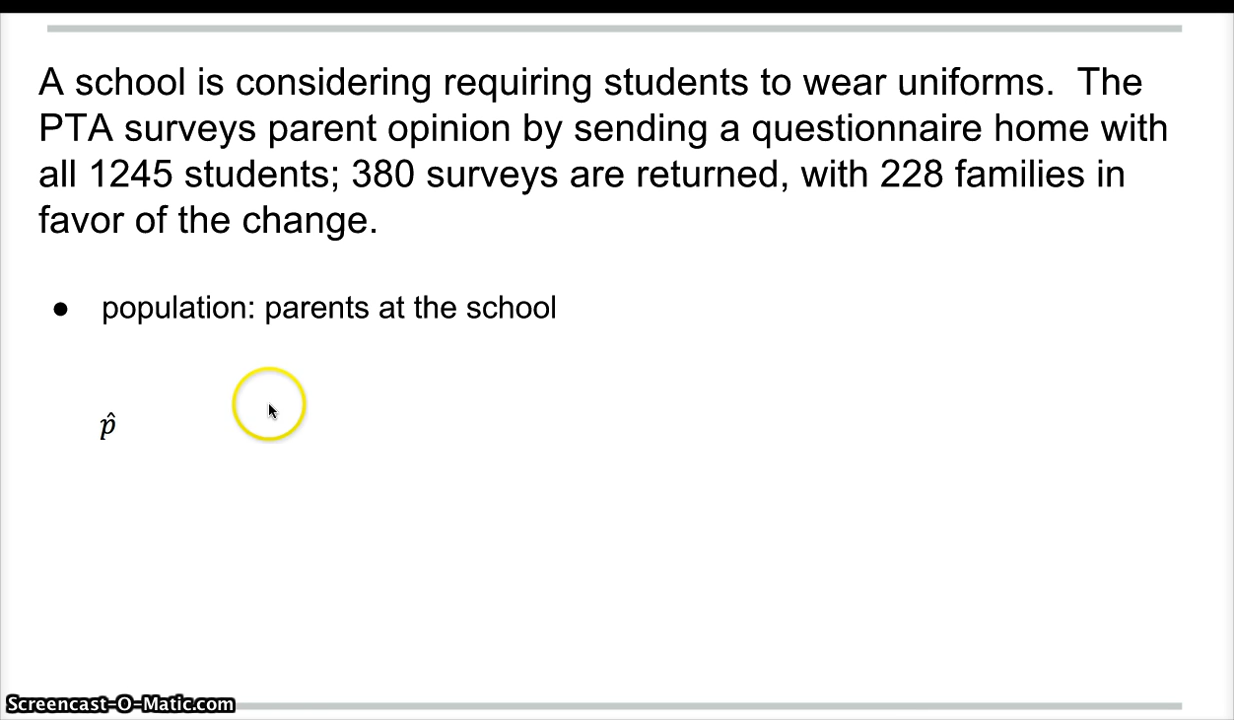 A school is considering requiring students to wear uniforms.  The
PTA surveys parent opinion by sending a questionnaire home with
all 1245 students; 380 surveys are returned, with 228 families in
favor of the change.
● population: parents at the school
p̂
Screencast-O-Matic.com